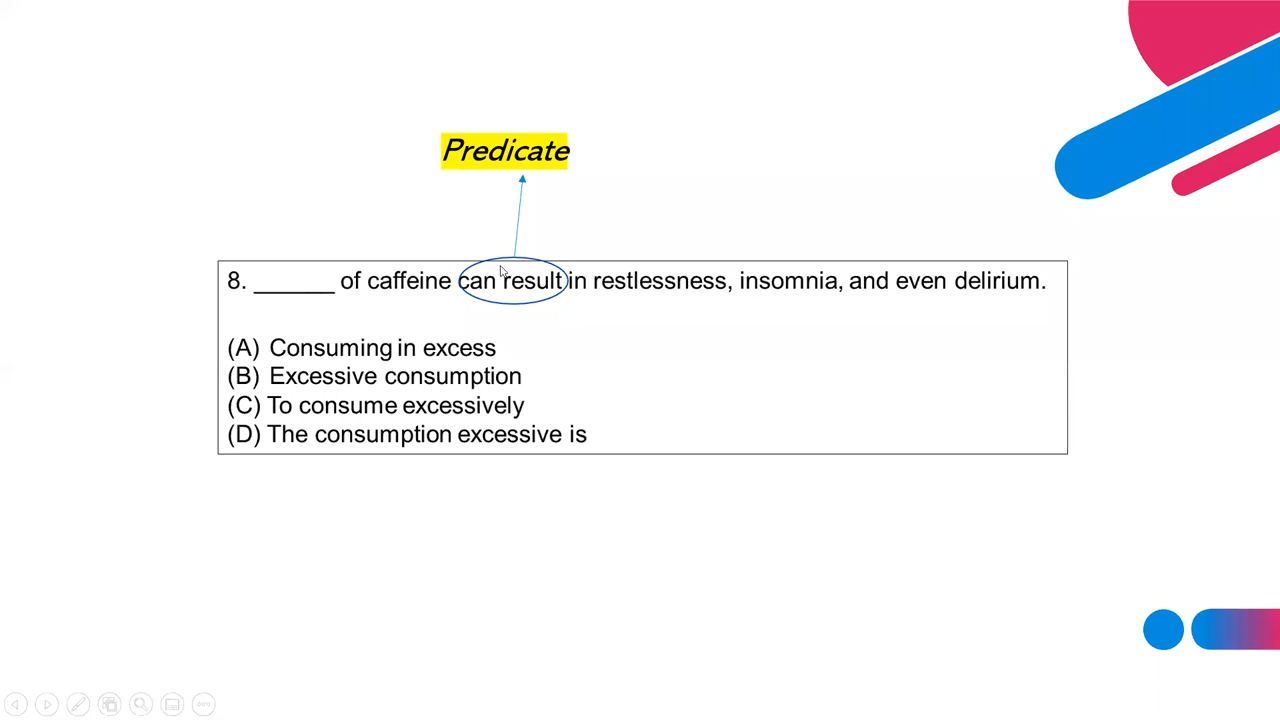 Predicate
8. ______ of caffeine can result in restlessness, insomnia, and even delirium.
(A) Consuming in excess
(B) Excessive consumption
(C) To consume excessively
(D) The consumption excessive is